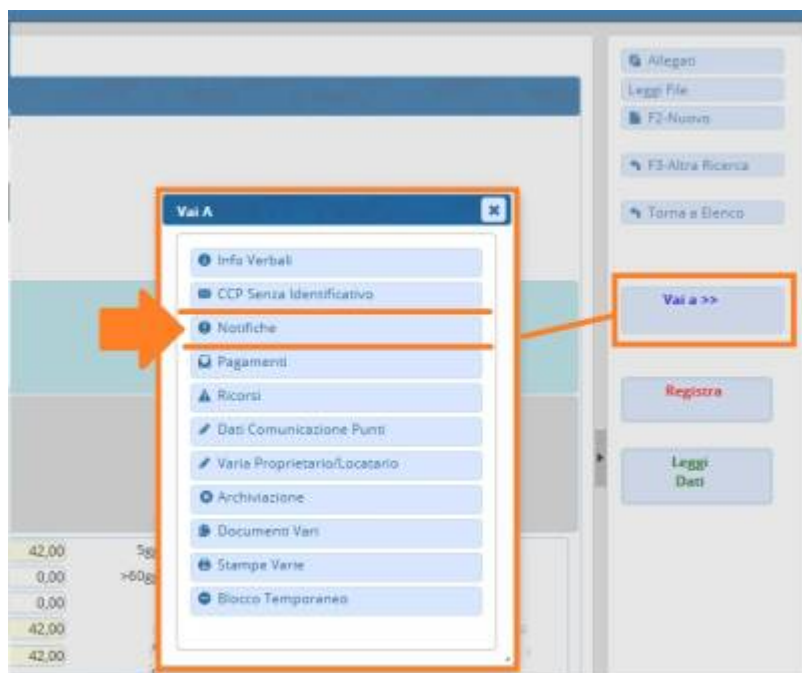 Allegati
Leggi File
F2-Nuovo
F3-Altra Ricerca
Torna a Elenco
Vai a >>
Registra
Leggi
Dati
Vai A
Info Verbali
CCP Senza Identificativo
Notifiche
Pagamenti
Ricorsi
Dati Comunicazione Punti
Varia Proprietario/Locatario
Archiviazione
Documenti Vari
Stampe Varie
Blocco Temporaneo
42,00 5gg
0,00 >60gg
0,00
42,00
42,00